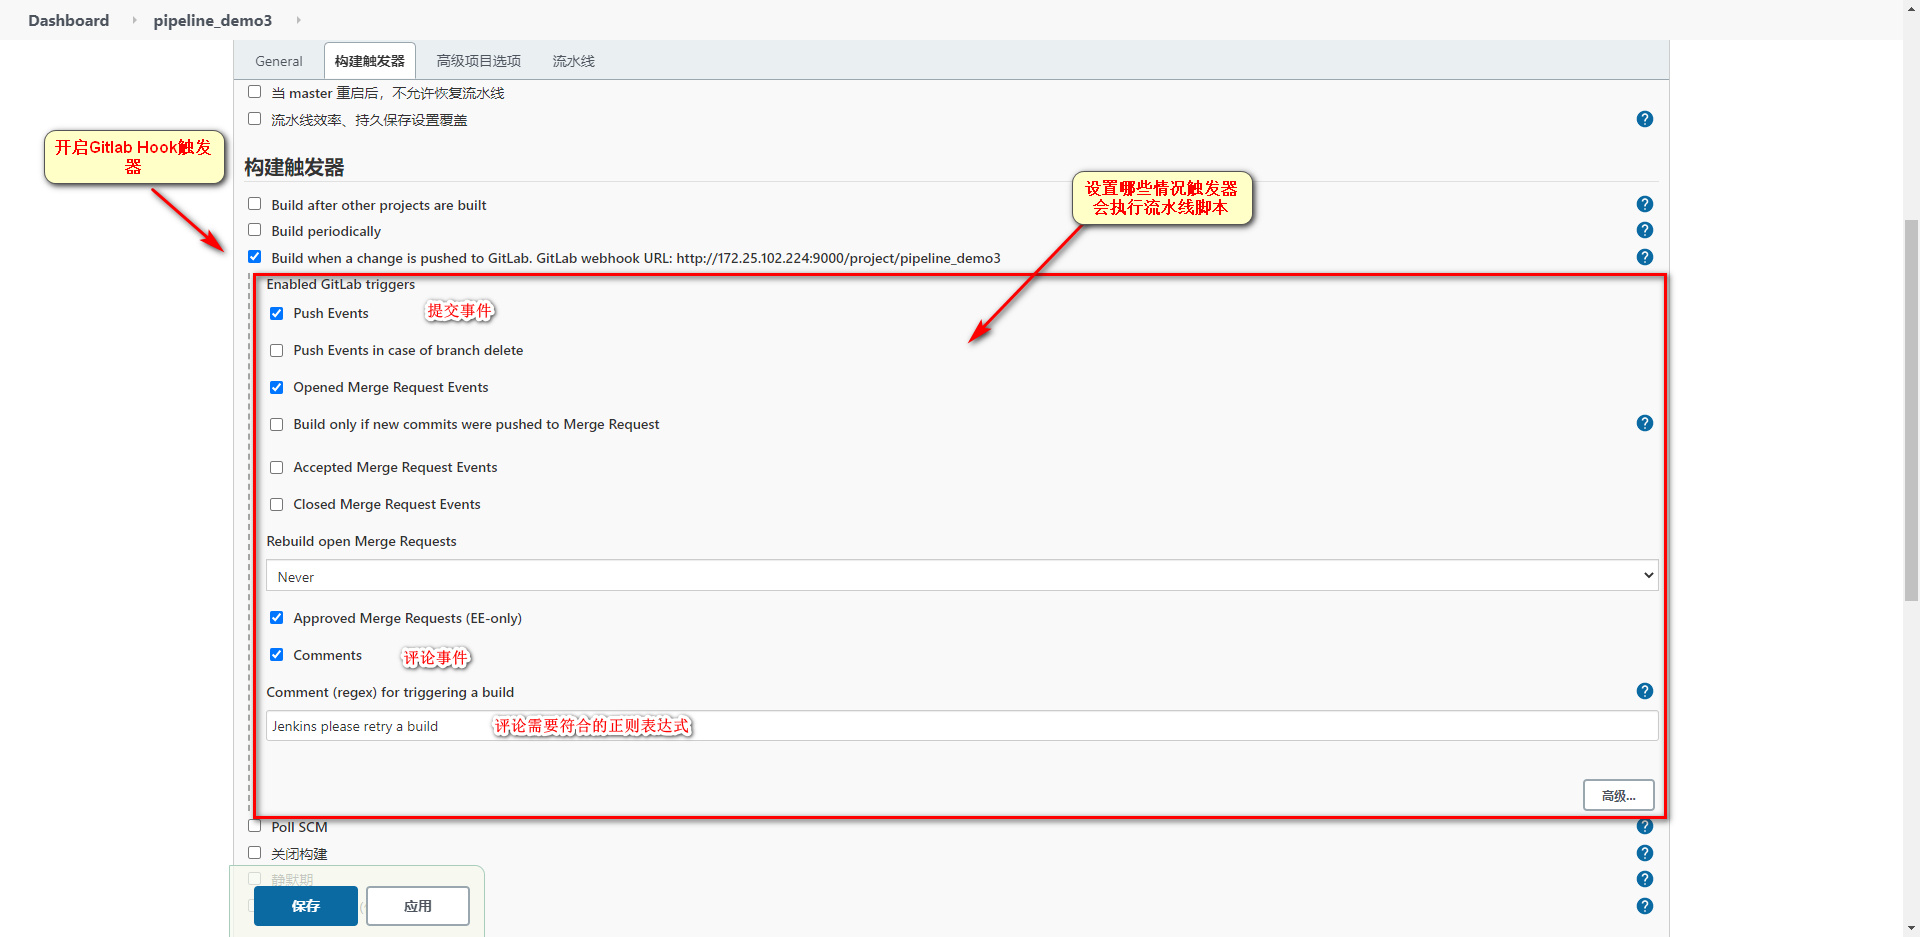 Dashboard
pipeline_demo3
General
构建触发器
高级项目选项
流水线
当 master 重启后，不允许恢复流水线
流水线效率、持久保存设置覆盖
开启Gitlab Hook触发
器
构建触发器
设置哪些情况触发器
会执行流水线脚本
Build after other projects are built
Build periodically
Build when a change is pushed to GitLab. GitLab webhook URL: http://172.25.102.224:9000/project/pipeline_demo3
Enabled GitLab triggers
Push Events
提交事件
Push Events in case of branch delete
Opened Merge Request Events
Build only if new commits were pushed to Merge Request
Accepted Merge Request Events
Closed Merge Request Events
Rebuild open Merge Requests
Never
Approved Merge Requests (EE-only)
Comments
评论事件
Comment (regex) for triggering a build
Jenkins please retry a build
评论需要符合的正则表达式
高级...
Poll SCM
关闭构建
静默期
保存
应用